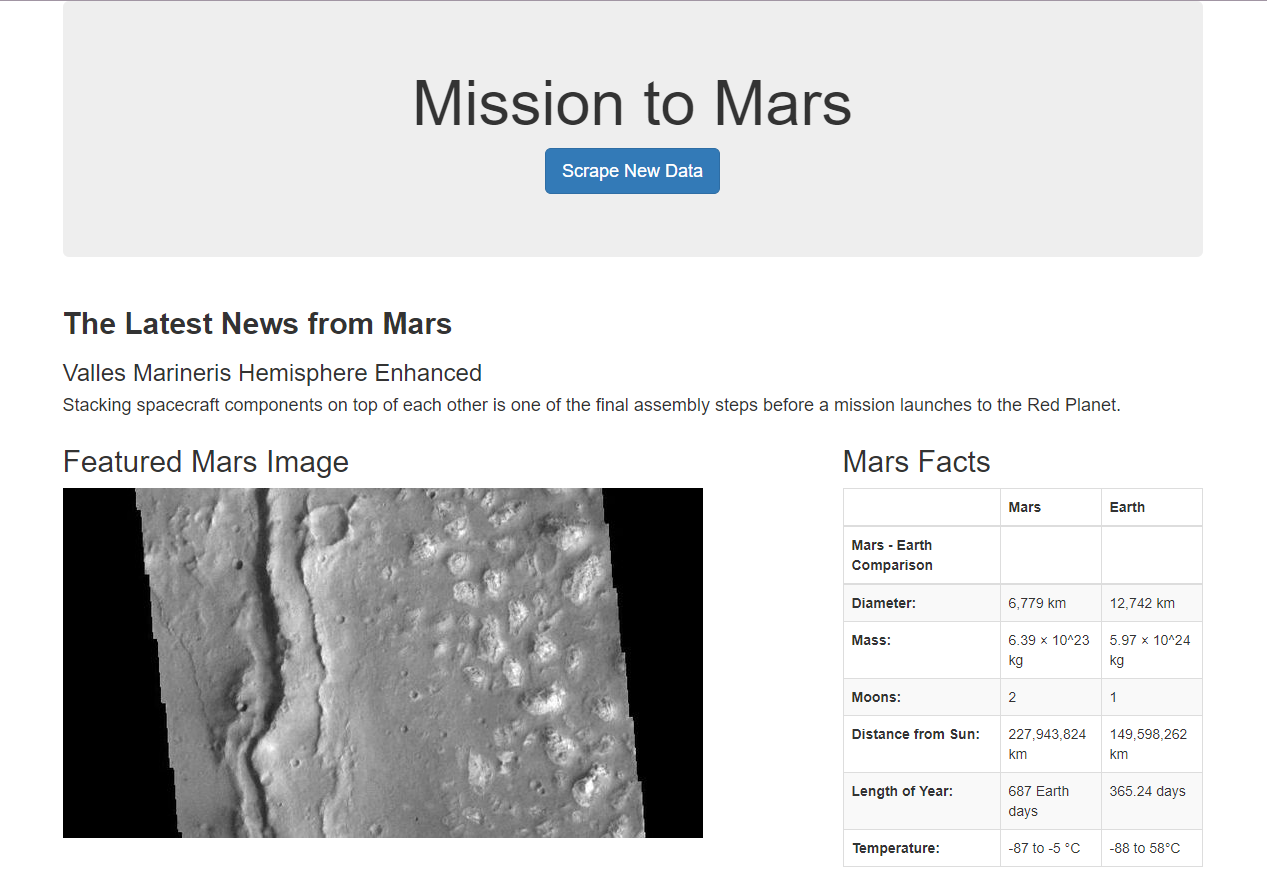 Mission to Mars
Scrape New Data
The Latest News from Mars
Valles Marineris Hemisphere Enhanced
Stacking spacecraft components on top of each other is one of the final assembly steps before a mission launches to the Red Planet.
Featured Mars Image
Mars Facts
Mars Earth
Mars - Earth
Comparison
Diameter: 6,779 km 12,742 km
Mass: 6.39 × 10^23 5.97 × 10^24
kg kg
Moons: 2 1
Distance from Sun: 227,943,824 149,598,262
km km
Length of Year: 687 Earth 365.24 days
days
Temperature: -87 to -5 °C -88 to 58°C